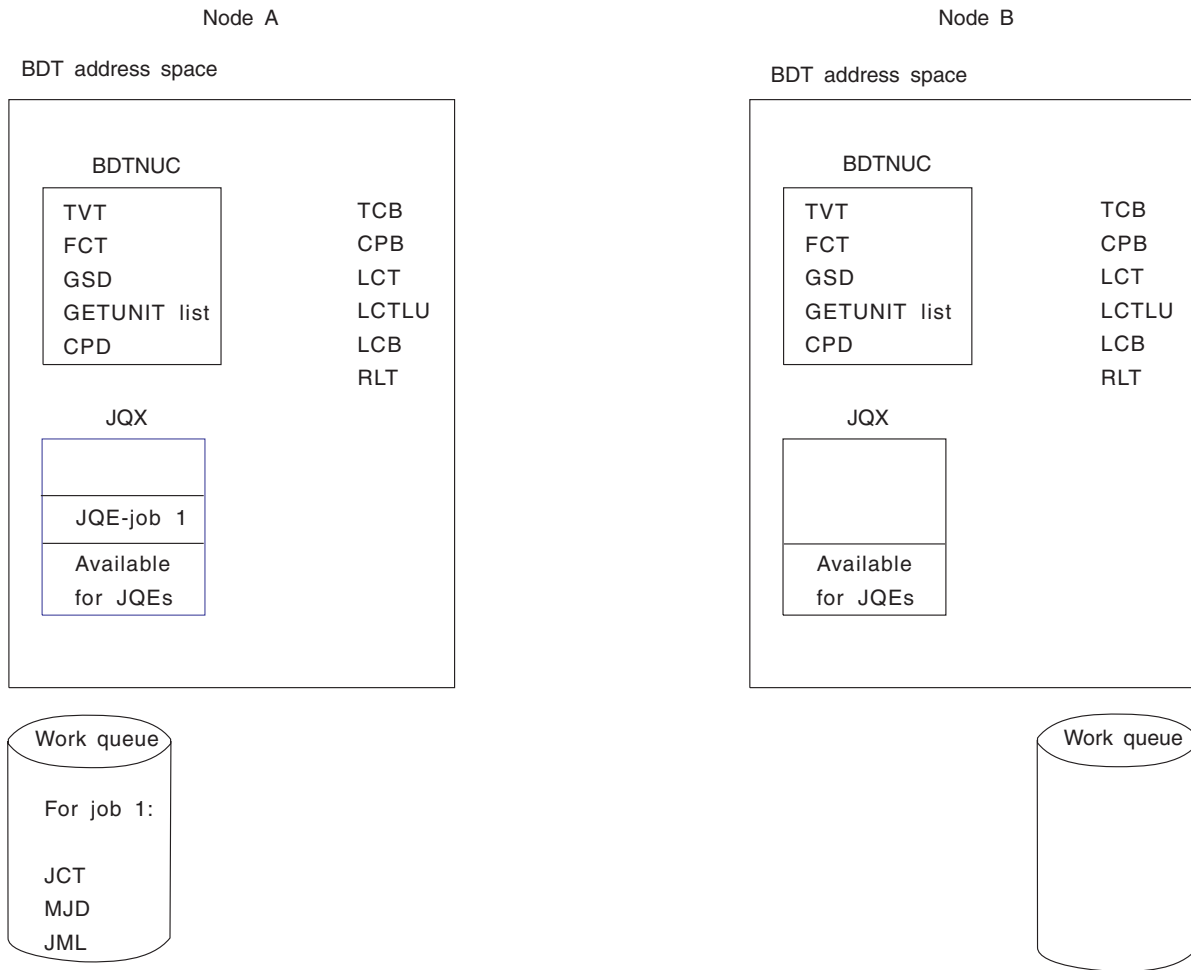 Node A
BDT address space
BDTNUC
TVT
FCT
GSD
GETUNIT list
CPD
TCB
CPB
LCT
LCTLU
LCB
RLT
JQX
JQE-job 1
Available
for JQEs
Work queue
For job 1:
JCT
MJD
JML
Node B
BDT address space
BDTNUC
TVT
FCT
GSD
GETUNIT list
CPD
TCB
CPB
LCT
LCTLU
LCB
RLT
JQX
Available
for JQEs
Work queue